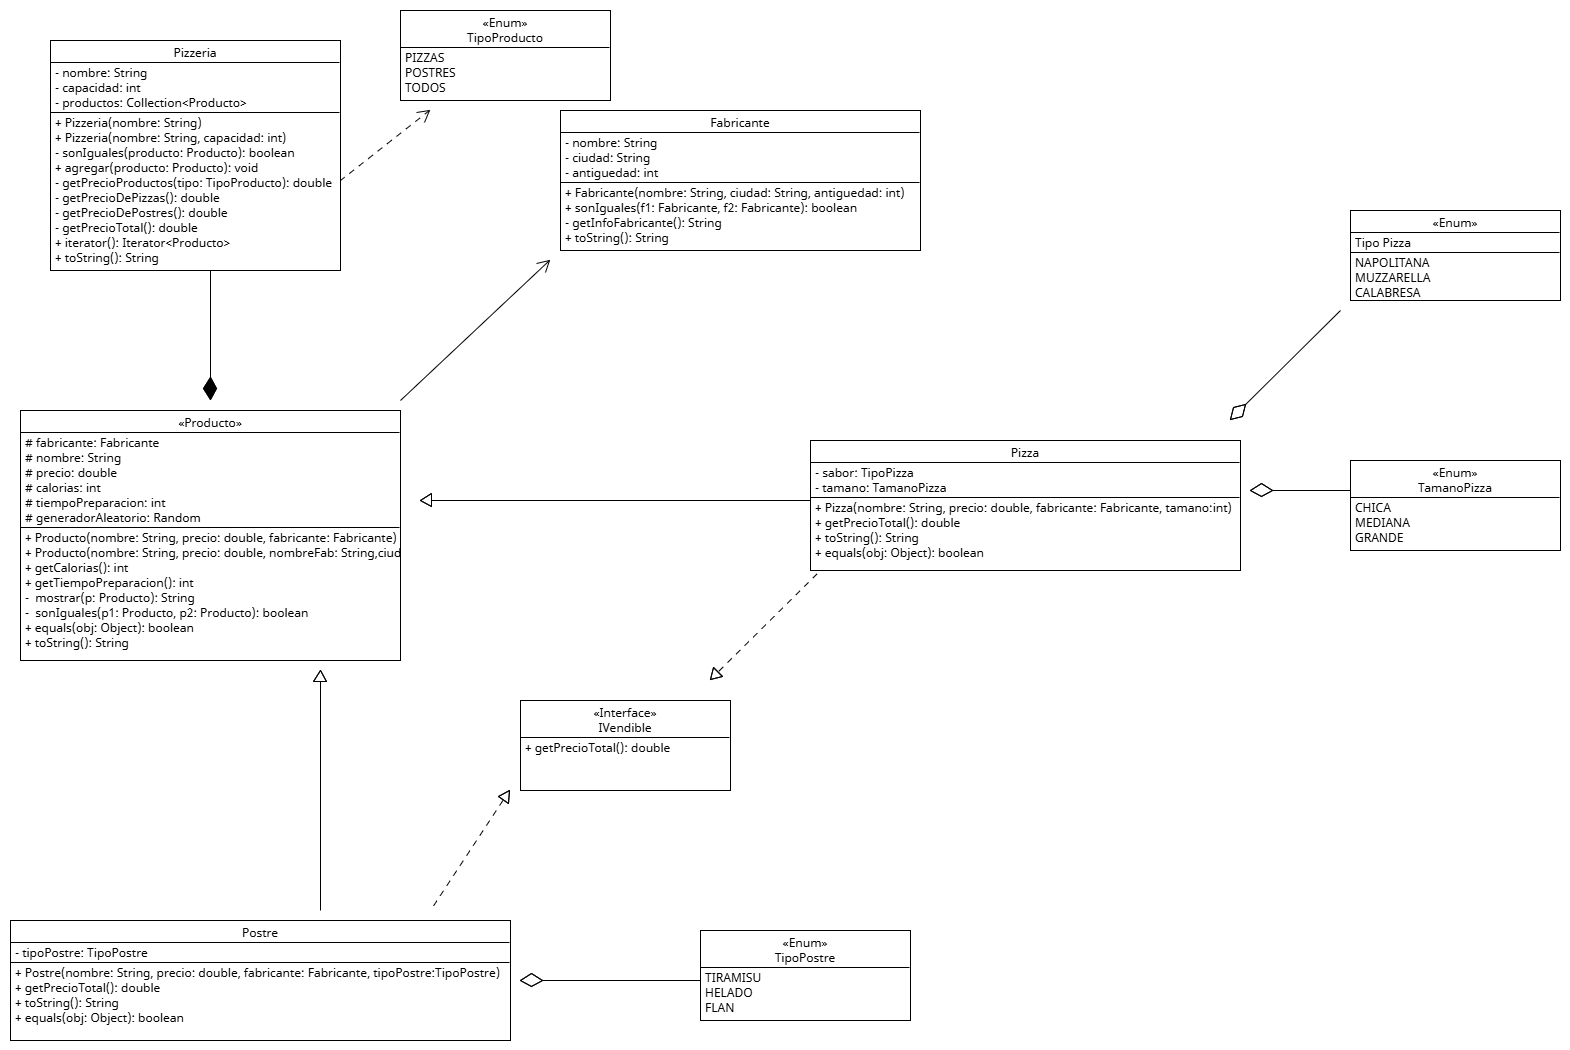 Pizzeria
- nombre: String
- capacidad: int
- productos: Collection<Producto>
+ Pizzeria(nombre: String)
+ Pizzeria(nombre: String, capacidad: int)
- sonIguales(producto: Producto): boolean
+ agregar(producto: Producto): void
- getPrecioProductos(tipo: TipoProducto): double
- getPrecioDePizzas(): double
- getPrecioDePostres(): double
- getPrecioTotal(): double
+ iterator(): Iterator<Producto>
+ toString(): String
«Enum»
TipoProducto
PIZZAS
POSTRES
TODOS
Fabricante
- nombre: String
- ciudad: String
- antiguedad: int
+ Fabricante(nombre: String, ciudad: String, antiguedad: int)
+ sonIguales(f1: Fabricante, f2: Fabricante): boolean
- getInfoFabricante(): String
+ toString(): String
«Enum»
Tipo Pizza
NAPOLITANA
MUZZARELLA
CALABRESA
«Producto»
# fabricante: Fabricante
# nombre: String
# precio: double
# calorias: int
# tiempoPreparacion: int
# generadorAleatorio: Random
+ Producto(nombre: String, precio: double, fabricante: Fabricante)
+ Producto(nombre: String, precio: double, nombreFab: String,ciud
+ getCalorias(): int
+ getTiempoPreparacion(): int
- mostrar(p: Producto): String
- sonIguales(p1: Producto, p2: Producto): boolean
+ equals(obj: Object): boolean
+ toString(): String
Pizza
- sabor: TipoPizza
- tamano: TamanoPizza
+ Pizza(nombre: String, precio: double, fabricante: Fabricante, tamano:int)
+ getPrecioTotal(): double
+ toString(): String
+ equals(obj: Object): boolean
«Enum»
TamanoPizza
CHICA
MEDIANA
GRANDE
«Interface»
IVendible
+ getPrecioTotal(): double
Postre
- tipoPostre: TipoPostre
+ Postre(nombre: String, precio: double, fabricante: Fabricante, tipoPostre:TipoPostre)
+ getPrecioTotal(): double
+ toString(): String
+ equals(obj: Object): boolean
«Enum»
TipoPostre
TIRAMISU
HELADO
FLAN